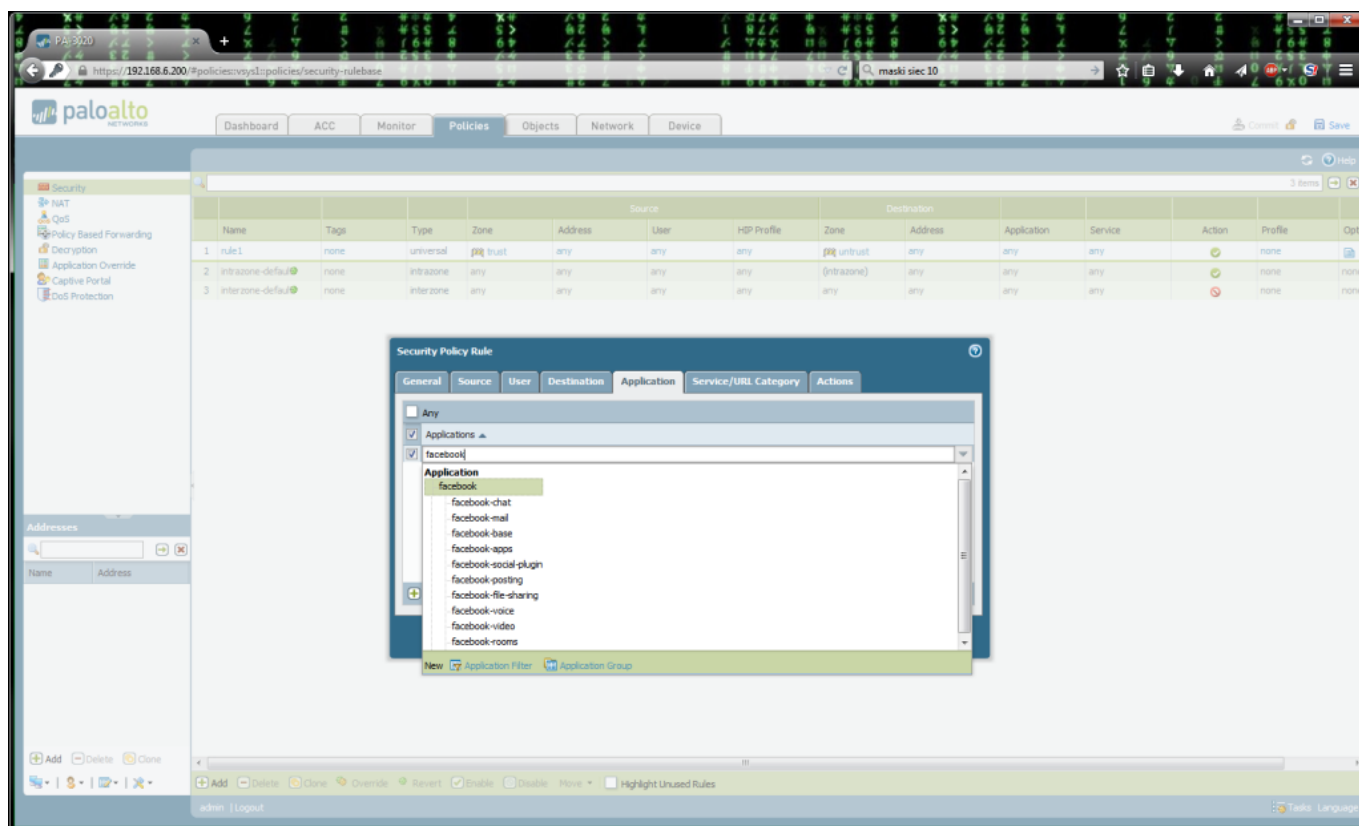 PA-3020
https://192.168.6.200/#policies::vsys1::policies/security-rulebase
maski siec 10
paloalto
NETWORKS
Dashboard ACC Monitor Policies Objects Network Device
Commit Save
Help
Security
NAT
QoS
Policy Based Forwarding
Decryption
Application Override
Captive Portal
DoS Protection
3 items
Source Destination
Name Tags Type Zone Address User HIP Profile Zone Address Application Service Action Profile Opt
1 rule1 none universal trust any any any untrust any any any none
2 intrazone-defaul none intrazone any any any any (intrazone) any any any none none
3 interzone-defaul none interzone any any any any any any any any none none
Security Policy Rule
General Source User Destination Application Service/URL Category Actions
Any
Applications
facebook
Application
facebook
facebook-chat
facebook-mail
facebook-base
facebook-apps
facebook-social-plugin
facebook-posting
facebook-file-sharing
facebook-voice
facebook-video
facebook-rooms
New Application Filter Application Group
Addresses
Name Address
Add Delete Clone
Add Delete Clone Override Revert Enable Disable Move Highlight Unused Rules
admin | Logout
Tasks Language